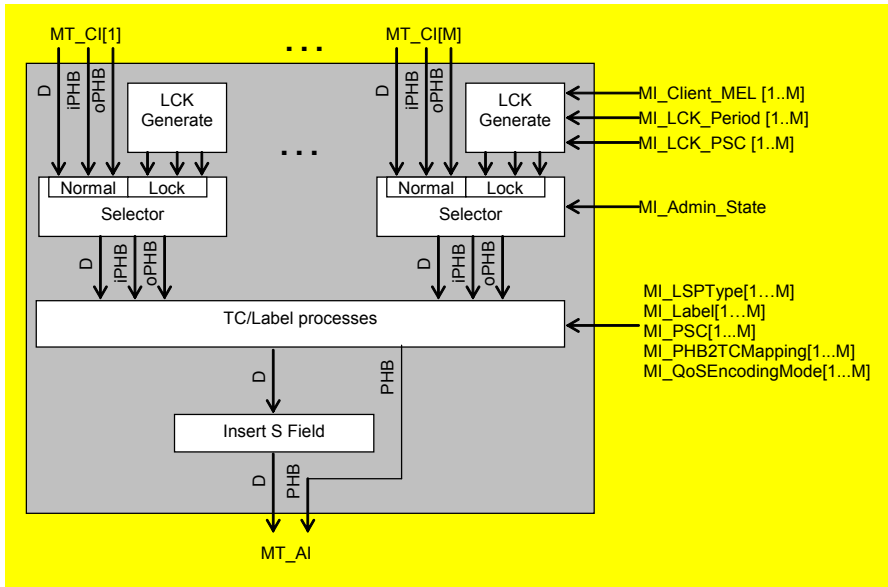 MT_CI[1]
...
MT_CI[M]
D
iPHB
oPHB
LCK
Generate
...
D
iPHB
oPHB
LCK
Generate
MI_Client_MEL [1..M]
MI_LCK_Period [1..M]
MI_LCK_PSC [1..M]
Normal
Lock
Selector
Normal
Lock
Selector
MI_Admin_State
D
iPHB
oPHB
D
iPHB
oPHB
TC/Label processes
MI_LSPType[1...M]
MI_Label[1...M]
MI_PSC[1...M]
MI_PHB2TCMapping[1...M]
MI_QoSEncodingMode[1...M]
D
PHB
Insert S Field
D
PHB
MT_AI